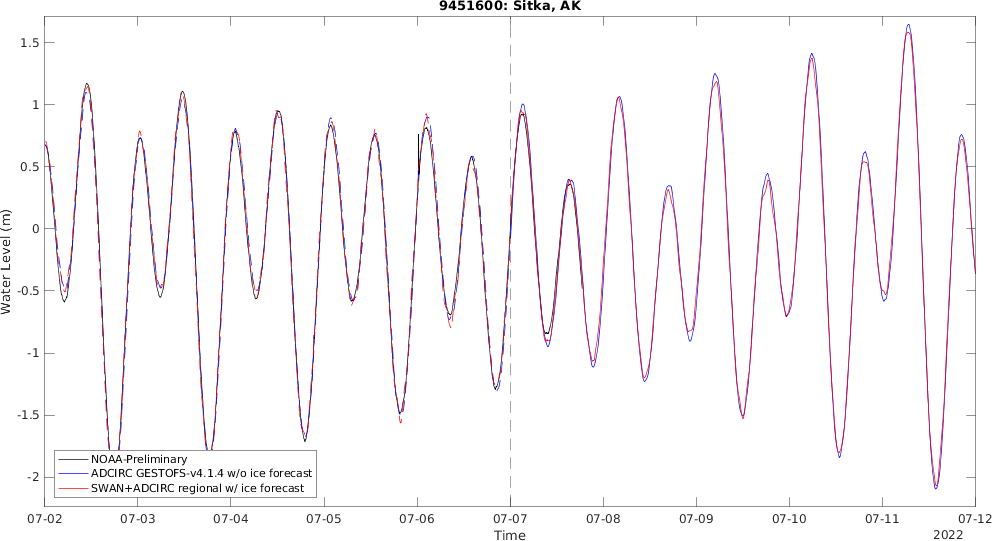 9451600: Sitka, AK
Water Level (m)
1.5
1
0.5
0
-0.5
-1
-1.5
-2
NOAA-Preliminary
ADCIRC GESTOFS-v4.1.4 w/o ice forecast
SWAN+ADCIRC regional w/ ice forecast
07-02 07-03 07-04 07-05 07-06 07-07 07-08 07-09 07-10 07-11 07-12
Time
2022